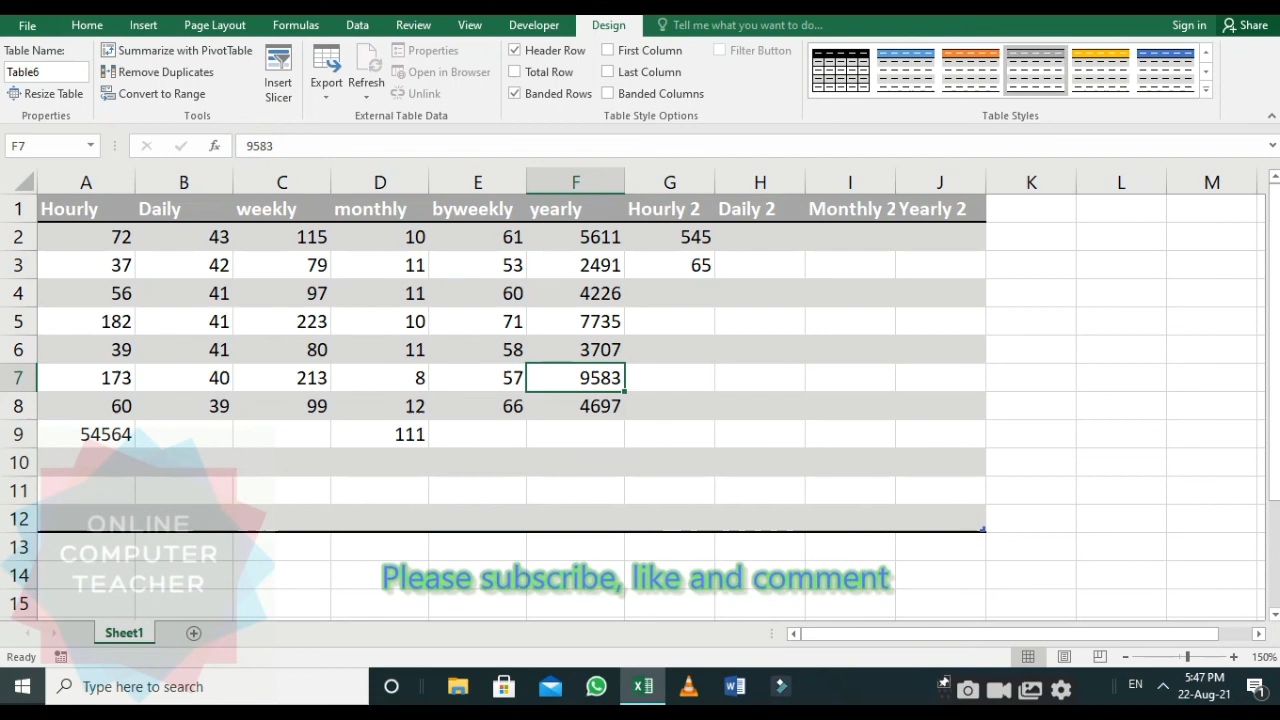 File Home Insert Page Layout Formulas Data Review View Developer Design Tell me what you want to do... Sign in Share
Table Name:
Table6
Resize Table
Properties
Summarize with PivotTable
Remove Duplicates
Convert to Range
Tools
Insert
Slicer
Export
Refresh
Properties
Open in Browser
Unlink
External Table Data
Header Row First Column Filter Button
Total Row Last Column
Banded Rows Banded Columns
Table Style Options
Table Styles
F7 fx 9583
A B C D E F G H I J K L M
1 Hourly Daily weekly monthly byweekly yearly Hourly 2 Daily 2 Monthly 2 Yearly 2
2 72 43 115 10 61 5611 545
3 37 42 79 11 53 2491 65
4 56 41 97 11 60 4226
5 182 41 223 10 71 7735
6 39 41 80 11 58 3707
7 173 40 213 8 57 9583
8 60 39 99 12 66 4697
9 54564 111
10
11
12
13
14
15
ONLINE
COMPUTER
TEACHER
Please subscribe, like and comment
Sheet1
Ready 150%
Type here to search
EN
5:47 PM
22-Aug-21
1